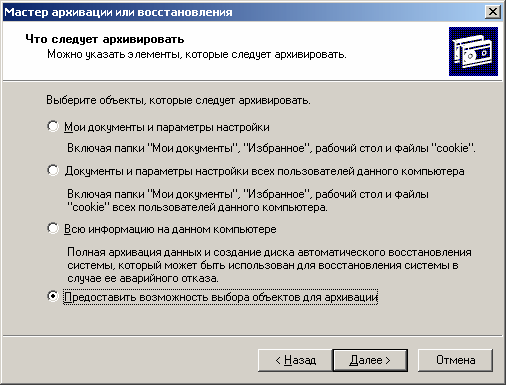 Мастер архивации или восстановления
Что следует архивировать
Можно указать элементы, которые следует архивировать.
Выберите объекты, которые следует архивировать.
Мои документы и параметры настройки
Включая папки "Мои документы", "Избранное", рабочий стол и файлы "cookie".
Документы и параметры настройки всех пользователей данного компьютера
Включая папки "Мои документы", "Избранное", рабочий стол и файлы
"cookie" всех пользователей данного компьютера.
Всю информацию на данном компьютере
Полная архивация данных и создание диска автоматического восстановления
системы, который может быть использован для восстановления системы в
случае ее аварийного отказа.
Предоставить возможность выбора объектов для архивации
< Назад
Далее >
Отмена